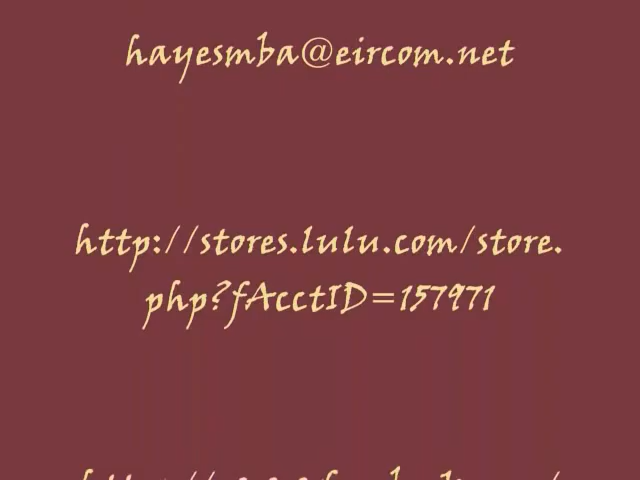 hayesmba@eircom.net
http://stores.lulu.com/store.
php?fAcctID=157971